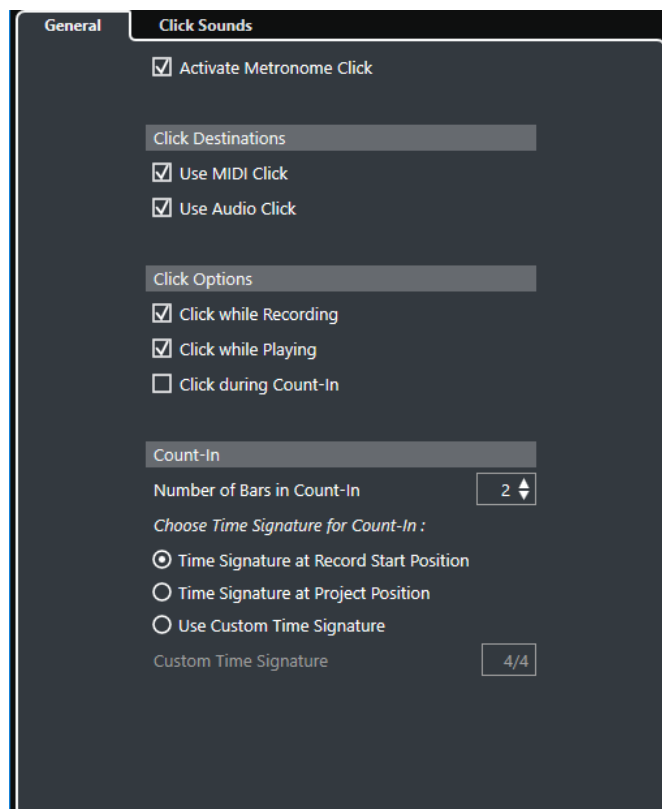 General Click Sounds
Activate Metronome Click
Click Destinations
Use MIDI Click
Use Audio Click
Click Options
Click while Recording
Click while Playing
Click during Count-In
Count-In
Number of Bars in Count-In 2
Choose Time Signature for Count-In :
Time Signature at Record Start Position
Time Signature at Project Position
Use Custom Time Signature
Custom Time Signature 4/4